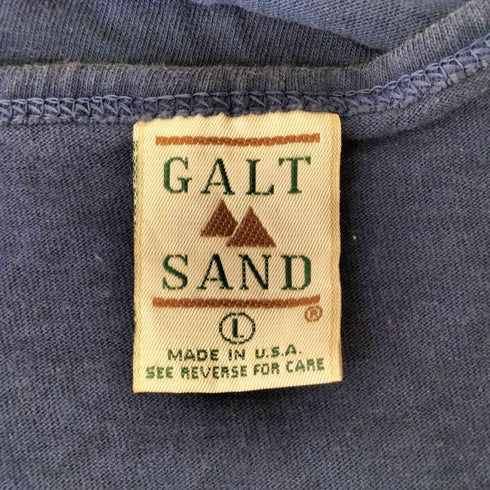 GALT
SAND
®
L
MADE IN U.S.A.
SEE REVERSE FOR CARE